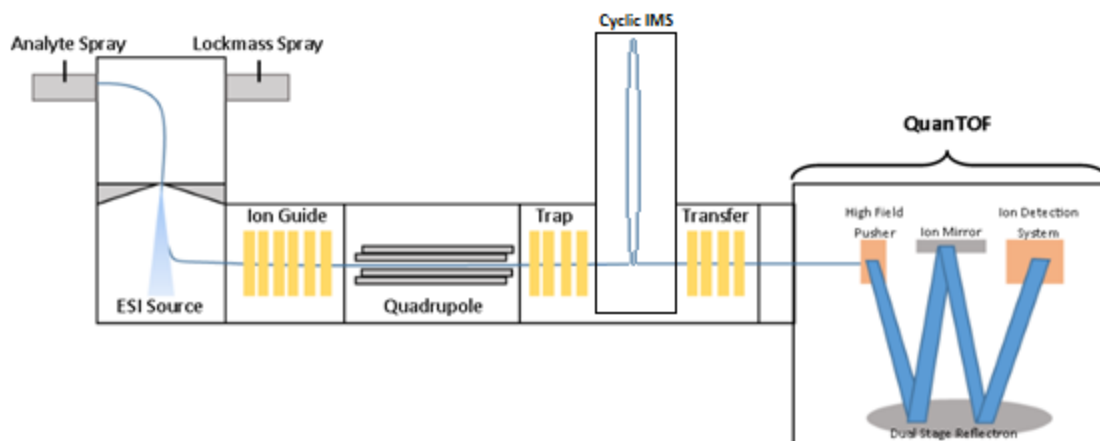 Cyclic IMS
Analyte Spray
Lockmass Spray
QuanTOF
Ion Guide
Trap
Transfer
High Field
Pusher
Ion Mirror
Ion Detection
System
ESI Source
Quadrupole
Dual Stage Reflectron